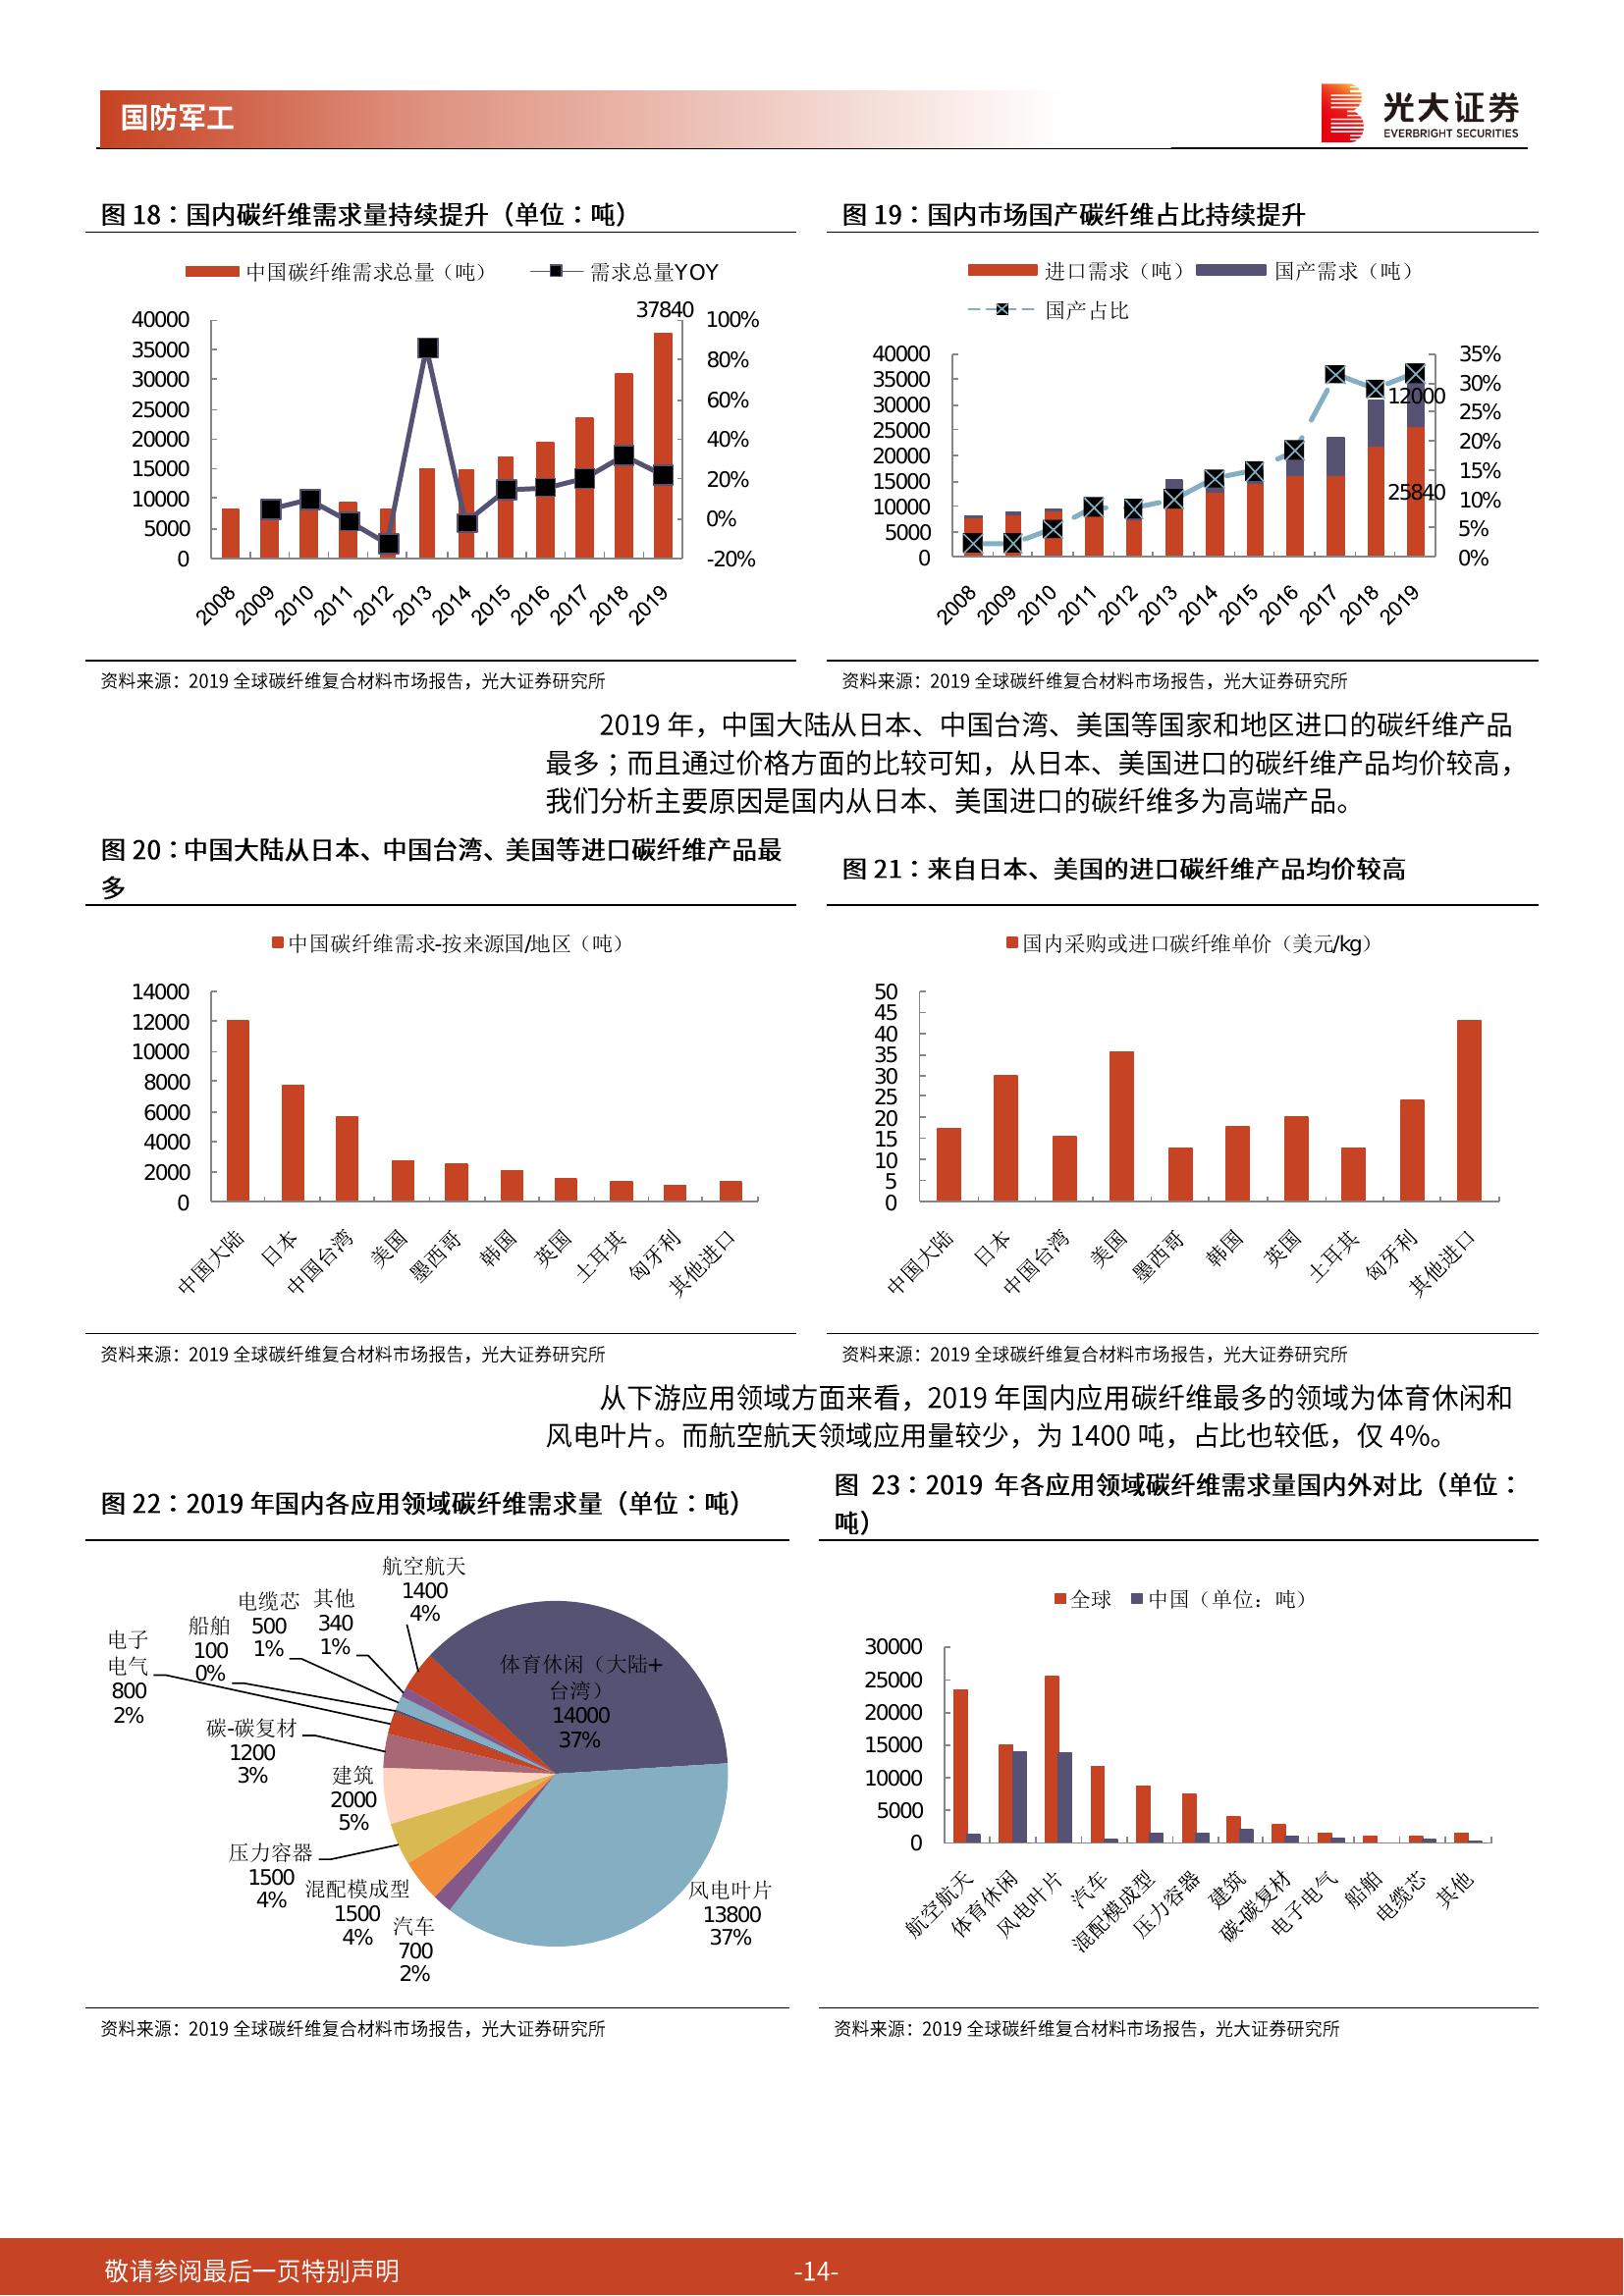 国防军工
光大证券
EVERBRIGHT SECURITIES
图 18：国内碳纤维需求量持续提升（单位：吨）
中国碳纤维需求总量（吨）
需求总量YOY
37840
40000
35000
30000
25000
20000
15000
10000
5000
0
100%
80%
60%
40%
20%
0%
-20%
2008
2009
2010
2011
2012
2013
2014
2015
2016
2017
2018
2019
资料来源：2019 全球碳纤维复合材料市场报告，光大证券研究所
图 19：国内市场国产碳纤维占比持续提升
进口需求（吨）
国产需求（吨）
国产占比
40000
35000
30000
25000
20000
15000
10000
5000
0
12000
25840
35%
30%
25%
20%
15%
10%
5%
0%
2008
2009
2010
2011
2012
2013
2014
2015
2016
2017
2018
2019
资料来源：2019 全球碳纤维复合材料市场报告，光大证券研究所
2019 年，中国大陆从日本、中国台湾、美国等国家和地区进口的碳纤维产品
最多；而且通过价格方面的比较可知，从日本、美国进口的碳纤维产品均价较高，
我们分析主要原因是国内从日本、美国进口的碳纤维多为高端产品。
图 20：中国大陆从日本、中国台湾、美国等进口碳纤维产品最
多
中国碳纤维需求-按来源国/地区（吨）
14000
12000
10000
8000
6000
4000
2000
0
中国大陆
日本
中国台湾
美国
墨西哥
韩国
英国
土耳其
匈牙利
其他进口
资料来源：2019 全球碳纤维复合材料市场报告，光大证券研究所
图 21：来自日本、美国的进口碳纤维产品均价较高
国内采购或进口碳纤维单价（美元/kg）
50
45
40
35
30
25
20
15
10
5
0
中国大陆
日本
中国台湾
美国
墨西哥
韩国
英国
土耳其
匈牙利
其他进口
资料来源：2019 全球碳纤维复合材料市场报告，光大证券研究所
从下游应用领域方面来看，2019 年国内应用碳纤维最多的领域为体育休闲和
风电叶片。而航空航天领域应用量较少，为 1400 吨，占比也较低，仅 4%。
图 22：2019 年国内各应用领域碳纤维需求量（单位：吨）
航空航天
1400
4%
其他
340
1%
电缆芯
500
1%
船舶
100
0%
电子
电气
800
2%
碳-碳复材
1200
3%
建筑
2000
5%
压力容器
1500
4%
混配模成型
1500
4%
汽车
700
2%
体育休闲（大陆+
台湾）
14000
37%
风电叶片
13800
37%
资料来源：2019 全球碳纤维复合材料市场报告，光大证券研究所
图 23：2019 年各应用领域碳纤维需求量国内外对比（单位：
吨）
全球
中国（单位：吨）
30000
25000
20000
15000
10000
5000
0
航空航天
体育休闲
风电叶片
汽车
混配模成型
压力容器
建筑
碳-碳复材
电子电气
船舶
电缆芯
其他
资料来源：2019 全球碳纤维复合材料市场报告，光大证券研究所
敬请参阅最后一页特别声明
-14-